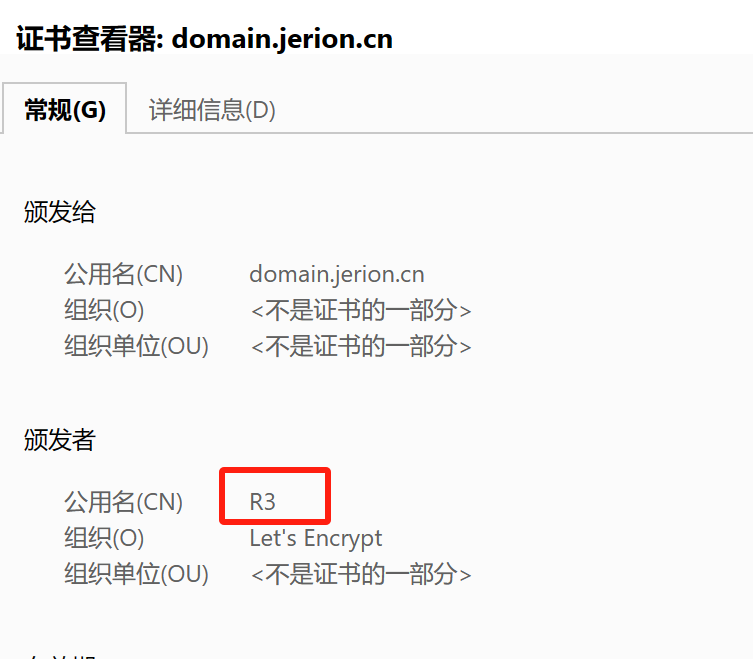 证书查看器: domain.jerion.cn
常规(G) 详细信息(D)
颁发给
公用名(CN) domain.jerion.cn
组织(O) <不是证书的一部分>
组织单位(OU) <不是证书的一部分>
颁发者
公用名(CN) R3
组织(O) Let's Encrypt
组织单位(OU) <不是证书的一部分>